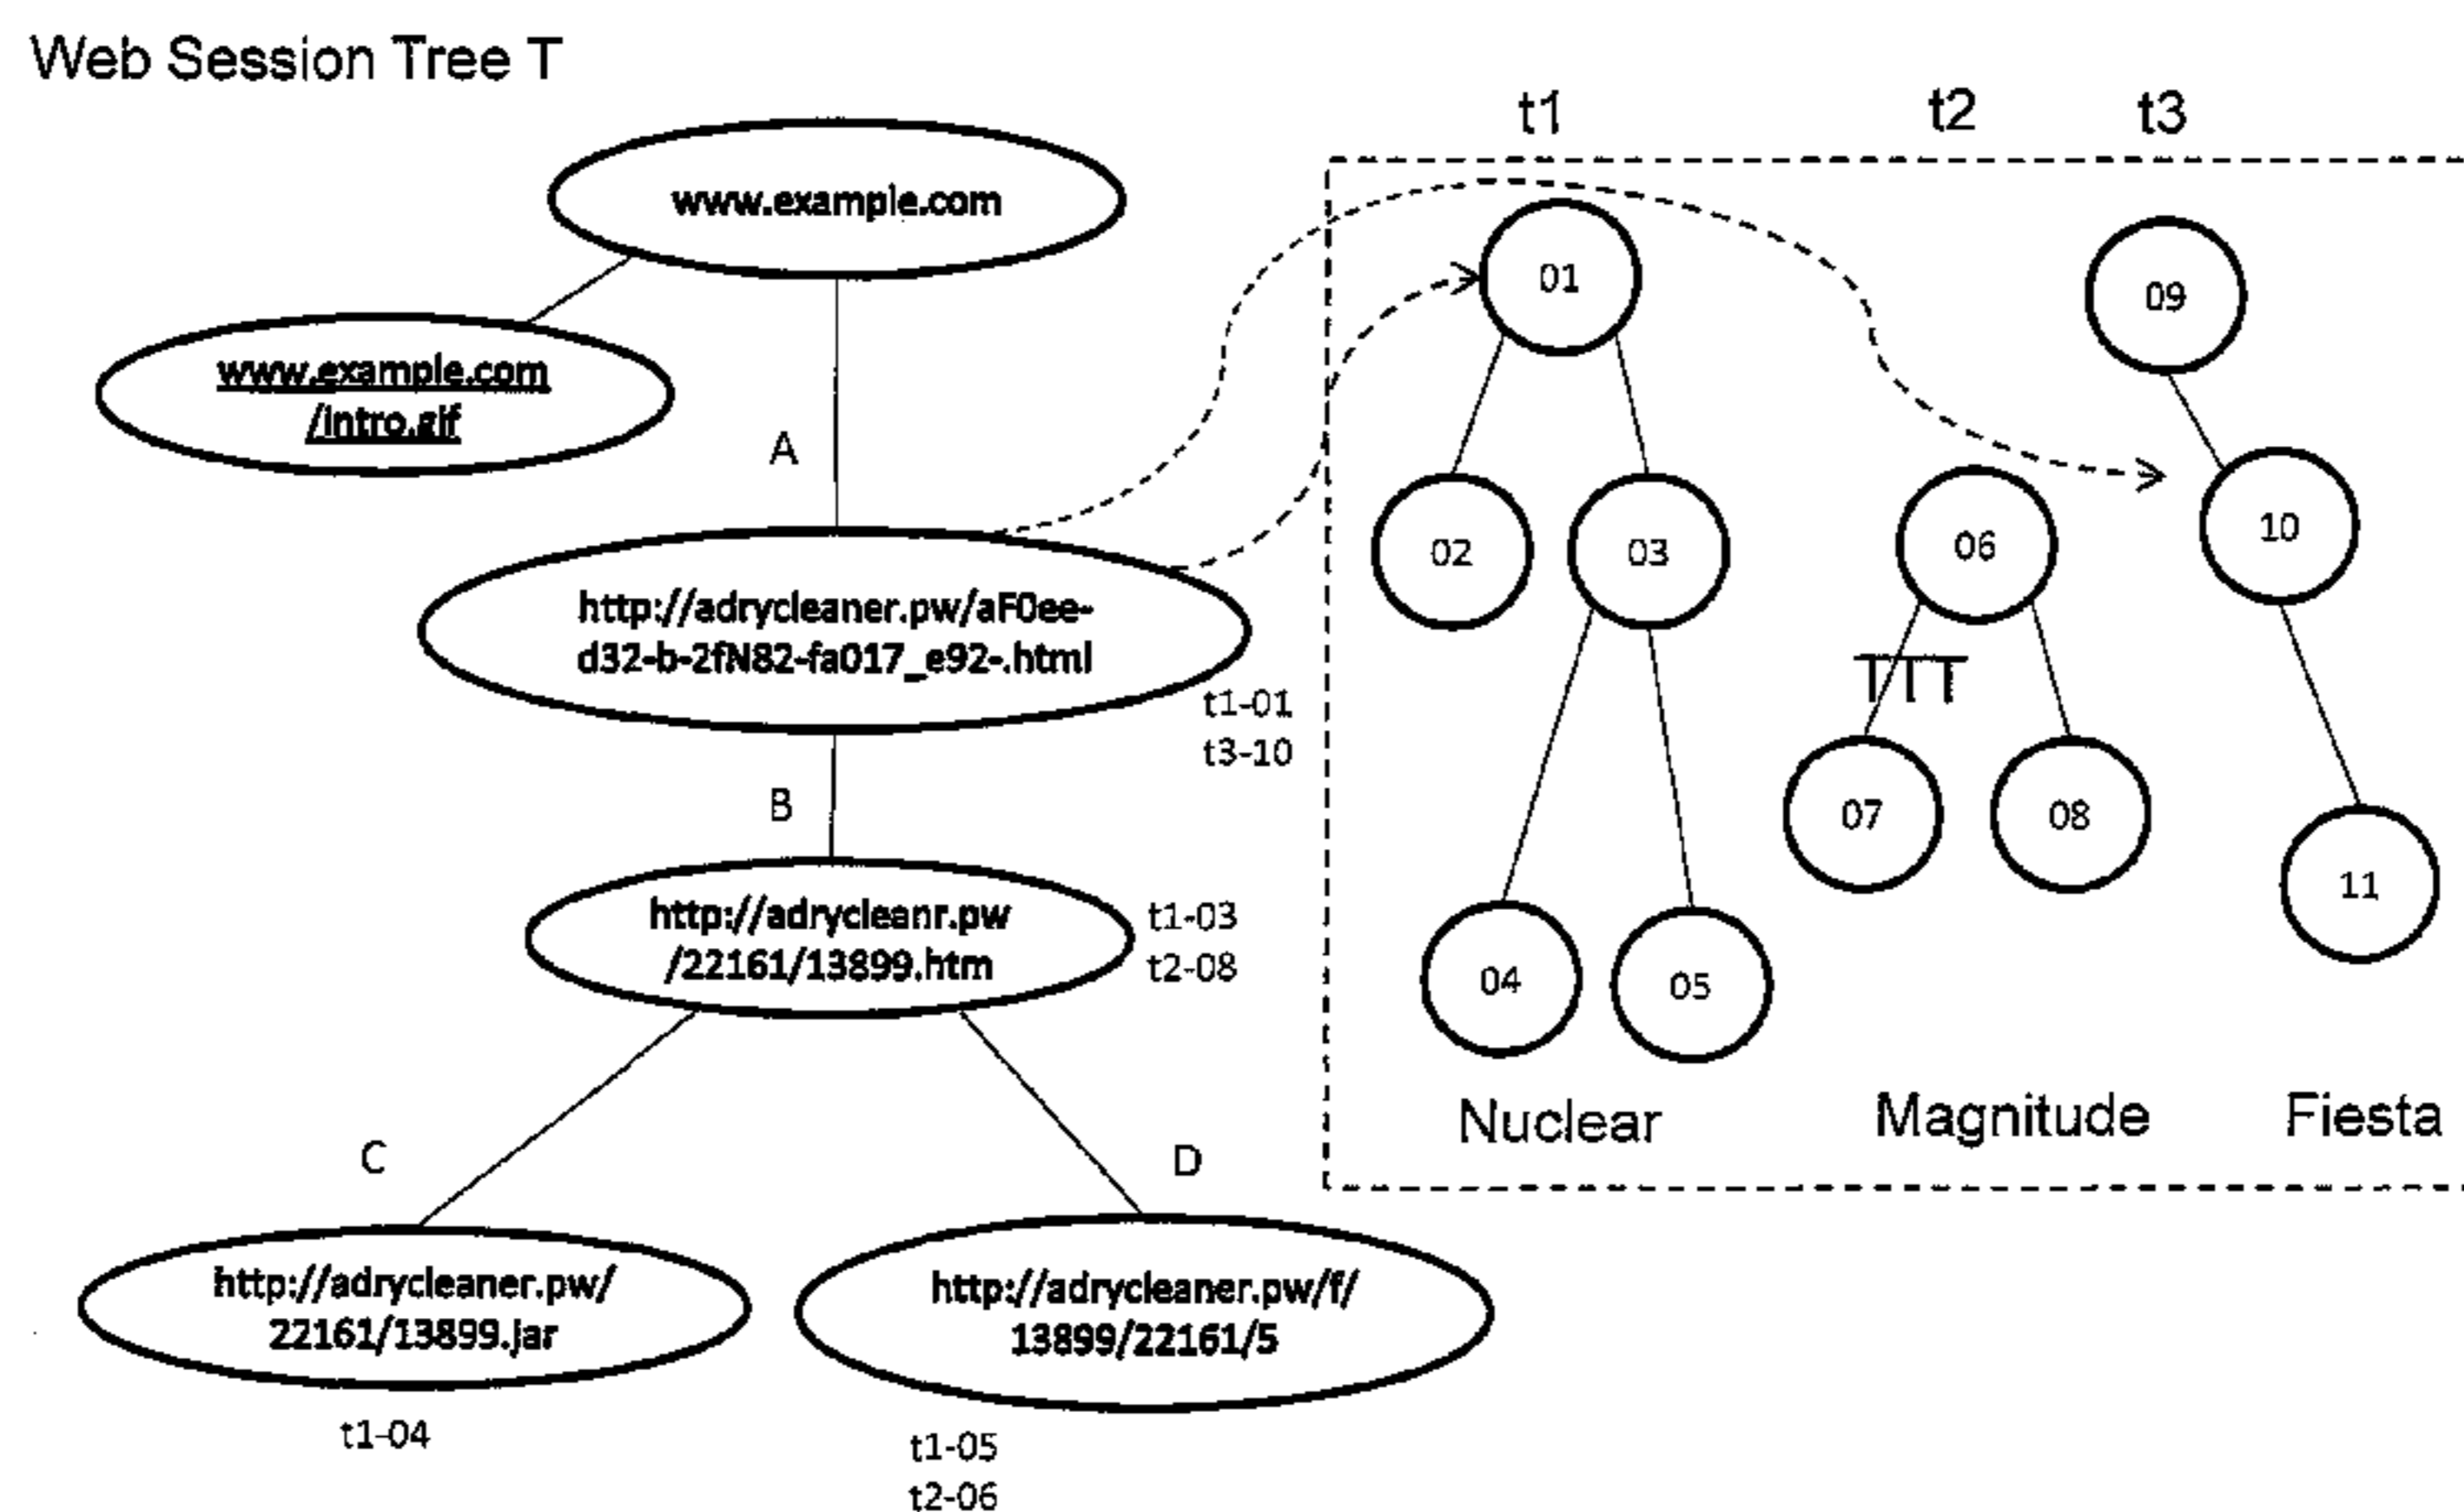 Web Session Tree T
www.example.com
www.example.com
/intro.gif
A
http://adrycleaner.pw/aF0ee-
d32-b-2fN82-fa017_e92-.html
t1-01
t3-10
B
http://adrycleanr.pw
/22161/13899.htm
t1-03
t2-08
C
D
http://adrycleaner.pw/
22161/13899.jar
t1-04
http://adrycleaner.pw/f/
13899/22161/5
t1-05
t2-06
t1
t2
t3
01
09
02
03
06
10
TTT
07
08
11
04
05
Nuclear
Magnitude
Fiesta